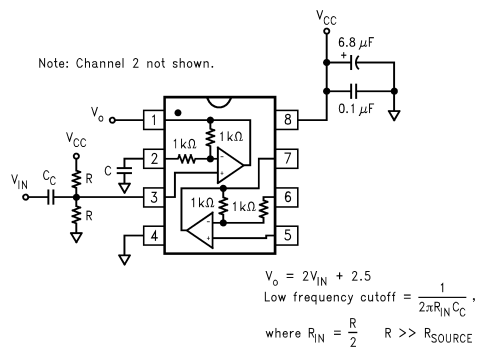 V_CC
6.8 µF
+
Note: Channel 2 not shown.
0.1 µF
V_o
1
8
1 kΩ
V_CC
2
1 kΩ
-
7
C
+
V_IN
C_C
R
3
6
R
1 kΩ
1 kΩ
-
4
+
5
V_o = 2V_IN + 2.5
Low frequency cutoff = 1 / 2πR_IN C_C ,
where R_IN = R / 2 R >> R_SOURCE